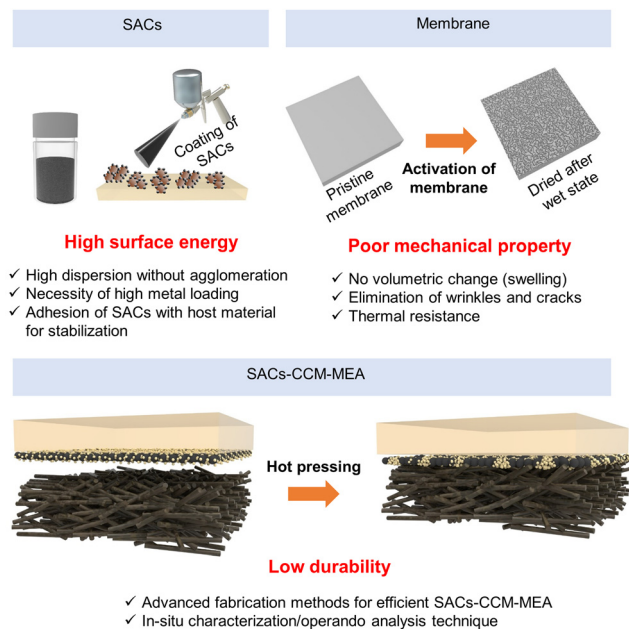 SACs
Coating of
SACs
High surface energy
✓ High dispersion without agglomeration
✓ Necessity of high metal loading
✓ Adhesion of SACs with host material
for stabilization
Membrane
Pristine
membrane
Activation of
membrane
Dried after
wet state
Poor mechanical property
✓ No volumetric change (swelling)
✓ Elimination of wrinkles and cracks
✓ Thermal resistance
SACs-CCM-MEA
Hot pressing
Low durability
✓ Advanced fabrication methods for efficient SACs-CCM-MEA
✓ In-situ characterization/operando analysis technique